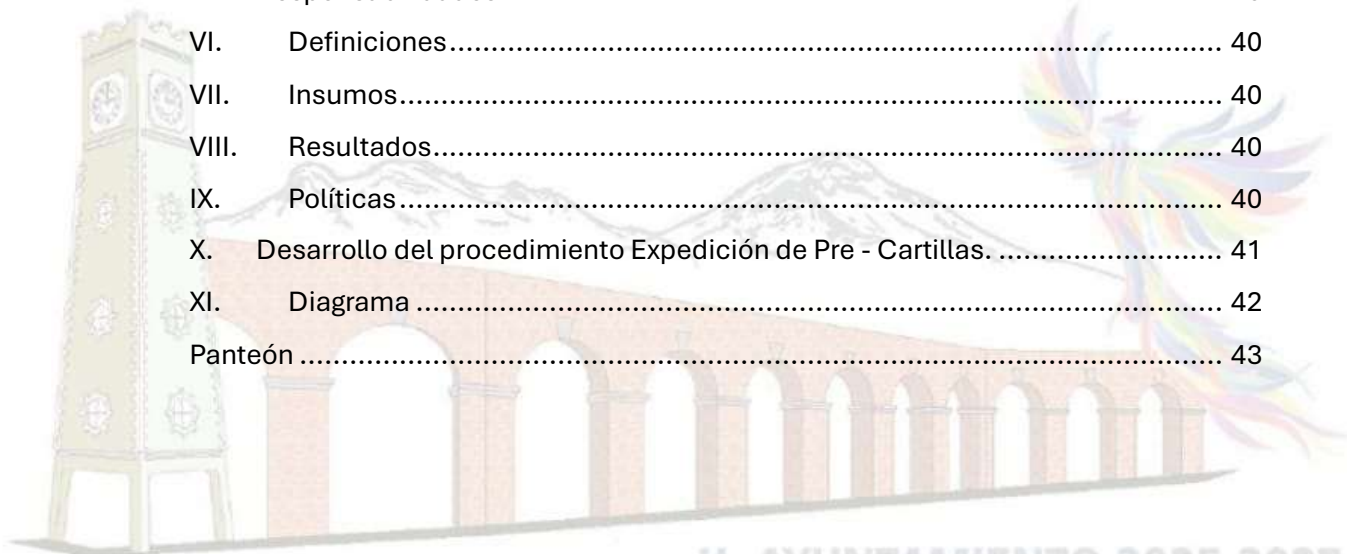 VI. Definiciones........................................................................................................ 40
VII. Insumos.............................................................................................................. 40
VIII. Resultados.......................................................................................................... 40
IX. Políticas.............................................................................................................. 40
X. Desarrollo del procedimiento Expedición de Pre - Cartillas. ............................. 41
XI. Diagrama ............................................................................................................ 42
Panteón ...................................................................................................................... 43